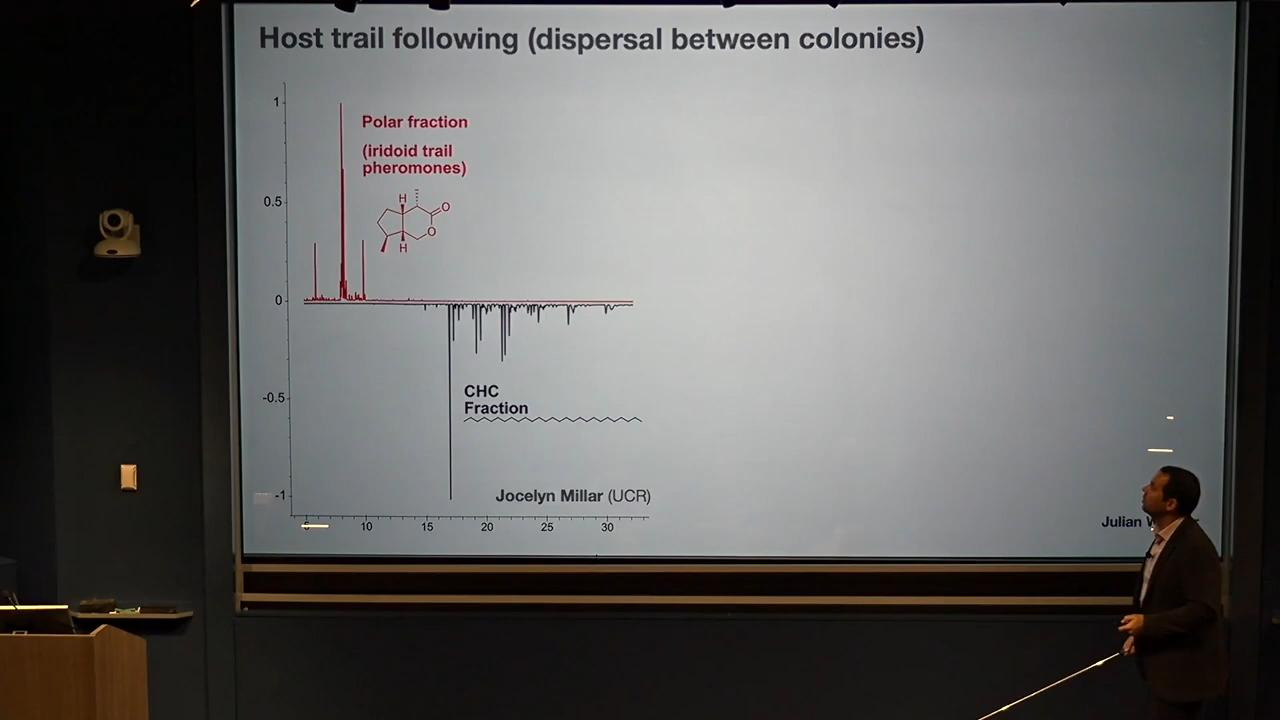 Host trail following (dispersal between colonies)
1
Polar fraction
(iridoid trail
pheromones)
0.5
H
O
O
H
0
-0.5
CHC
Fraction
-1
Jocelyn Millar (UCR)
5 10 15 20 25 30
Julian